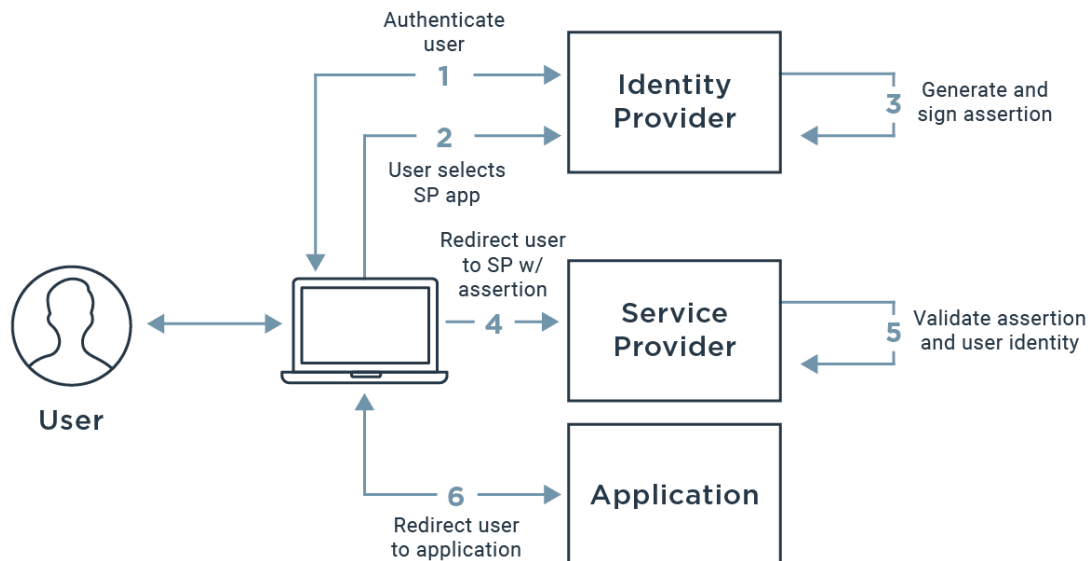 Authenticate
user
1
Identity
Provider
3
Generate and
sign assertion
2
User selects
SP app
Redirect user
to SP w/
assertion
4
Service
Provider
5
Validate assertion
and user identity
User
6
Redirect user
to application
Application